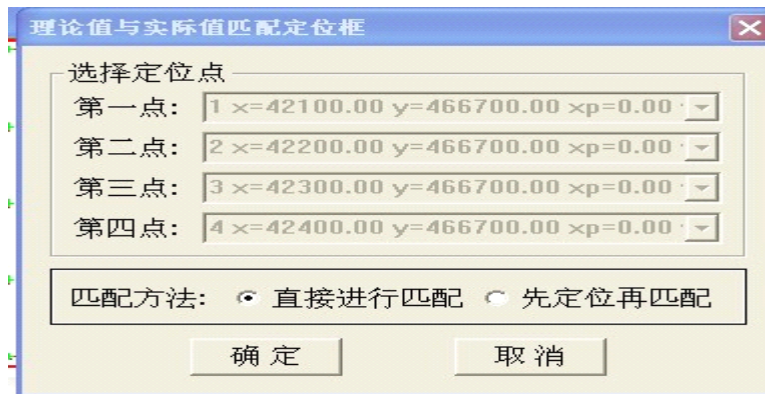 理论值与实际值匹配定位框
选择定位点
第一点: 1 x=42100.00 y=466700.00 xp=0.00
第二点: 2 x=42200.00 y=466700.00 xp=0.00
第三点: 3 x=42300.00 y=466700.00 xp=0.00
第四点: 4 x=42400.00 y=466700.00 xp=0.00
匹配方法: 直接进行匹配 先定位再匹配
确定 取消